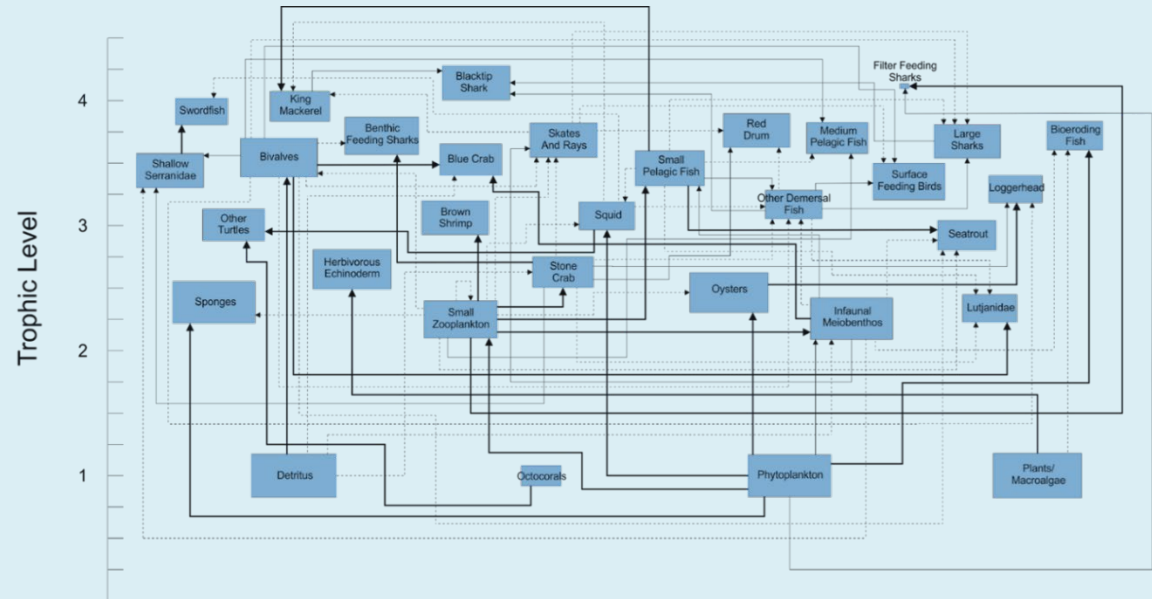 Filter Feeding
Sharks
Blacktip
Shark
4
Swordfish
King
Mackerel
Benthic
Feeding Sharks
Skates
And Rays
Red
Drum
Medium
Pelagic Fish
Large
Sharks
Bioeroding
Fish
Shallow
Serranidae
Bivalves
Blue Crab
Small
Pelagic Fish
Surface
Feeding Birds
Loggerhead
Other Demersal
Fish
3
Other
Turtles
Brown
Shrimp
Squid
Seatrout
Trophic Level
Herbivorous
Echinoderm
Stone
Crab
Sponges
Oysters
Small
Zooplankton
Infaunal
Meiobenthos
Lutjanidae
2
1
Detritus
Octocorals
Phytoplankton
Plants/
Macroalgae